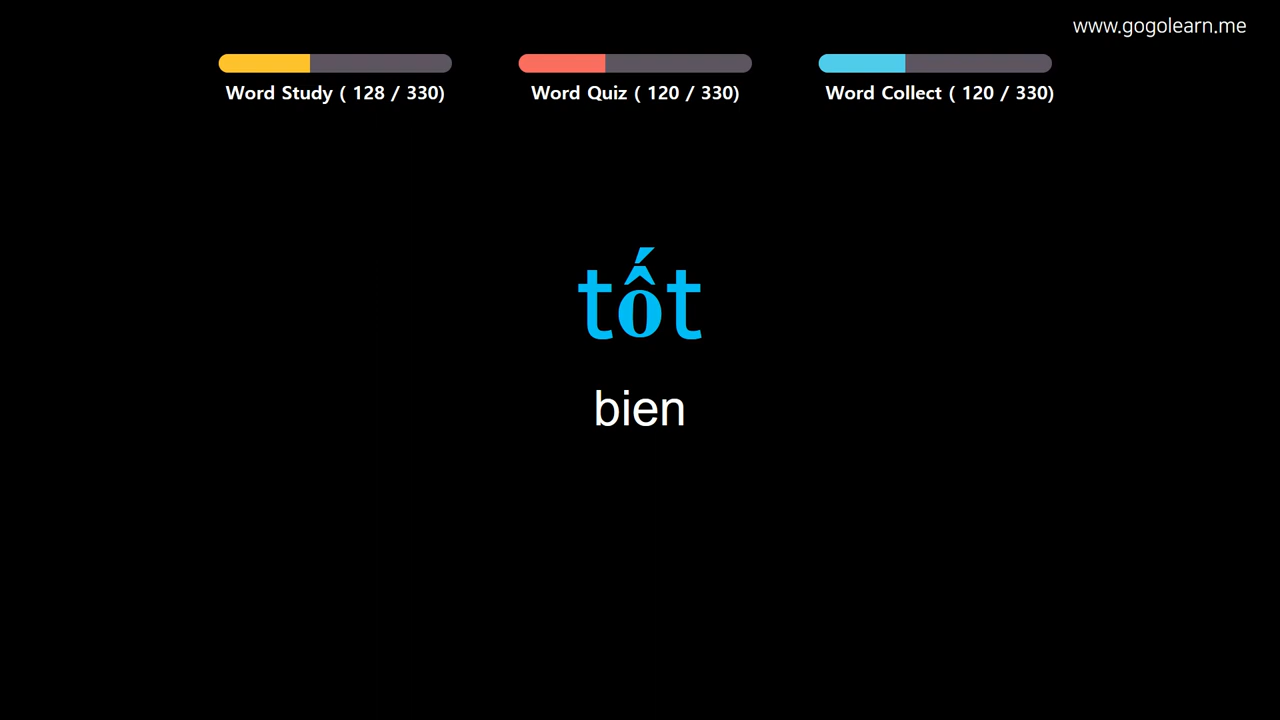 www.gogolearn.me
Word Study ( 128 / 330)
Word Quiz ( 120 / 330)
Word Collect ( 120 / 330)
tốt
bien